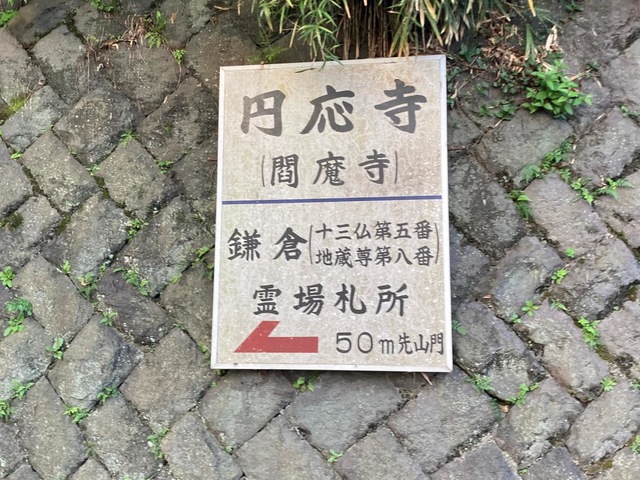 円応寺
(閻魔寺)
鎌倉(十三仏第五番
地蔵尊第八番)
霊場札所
50m先山門